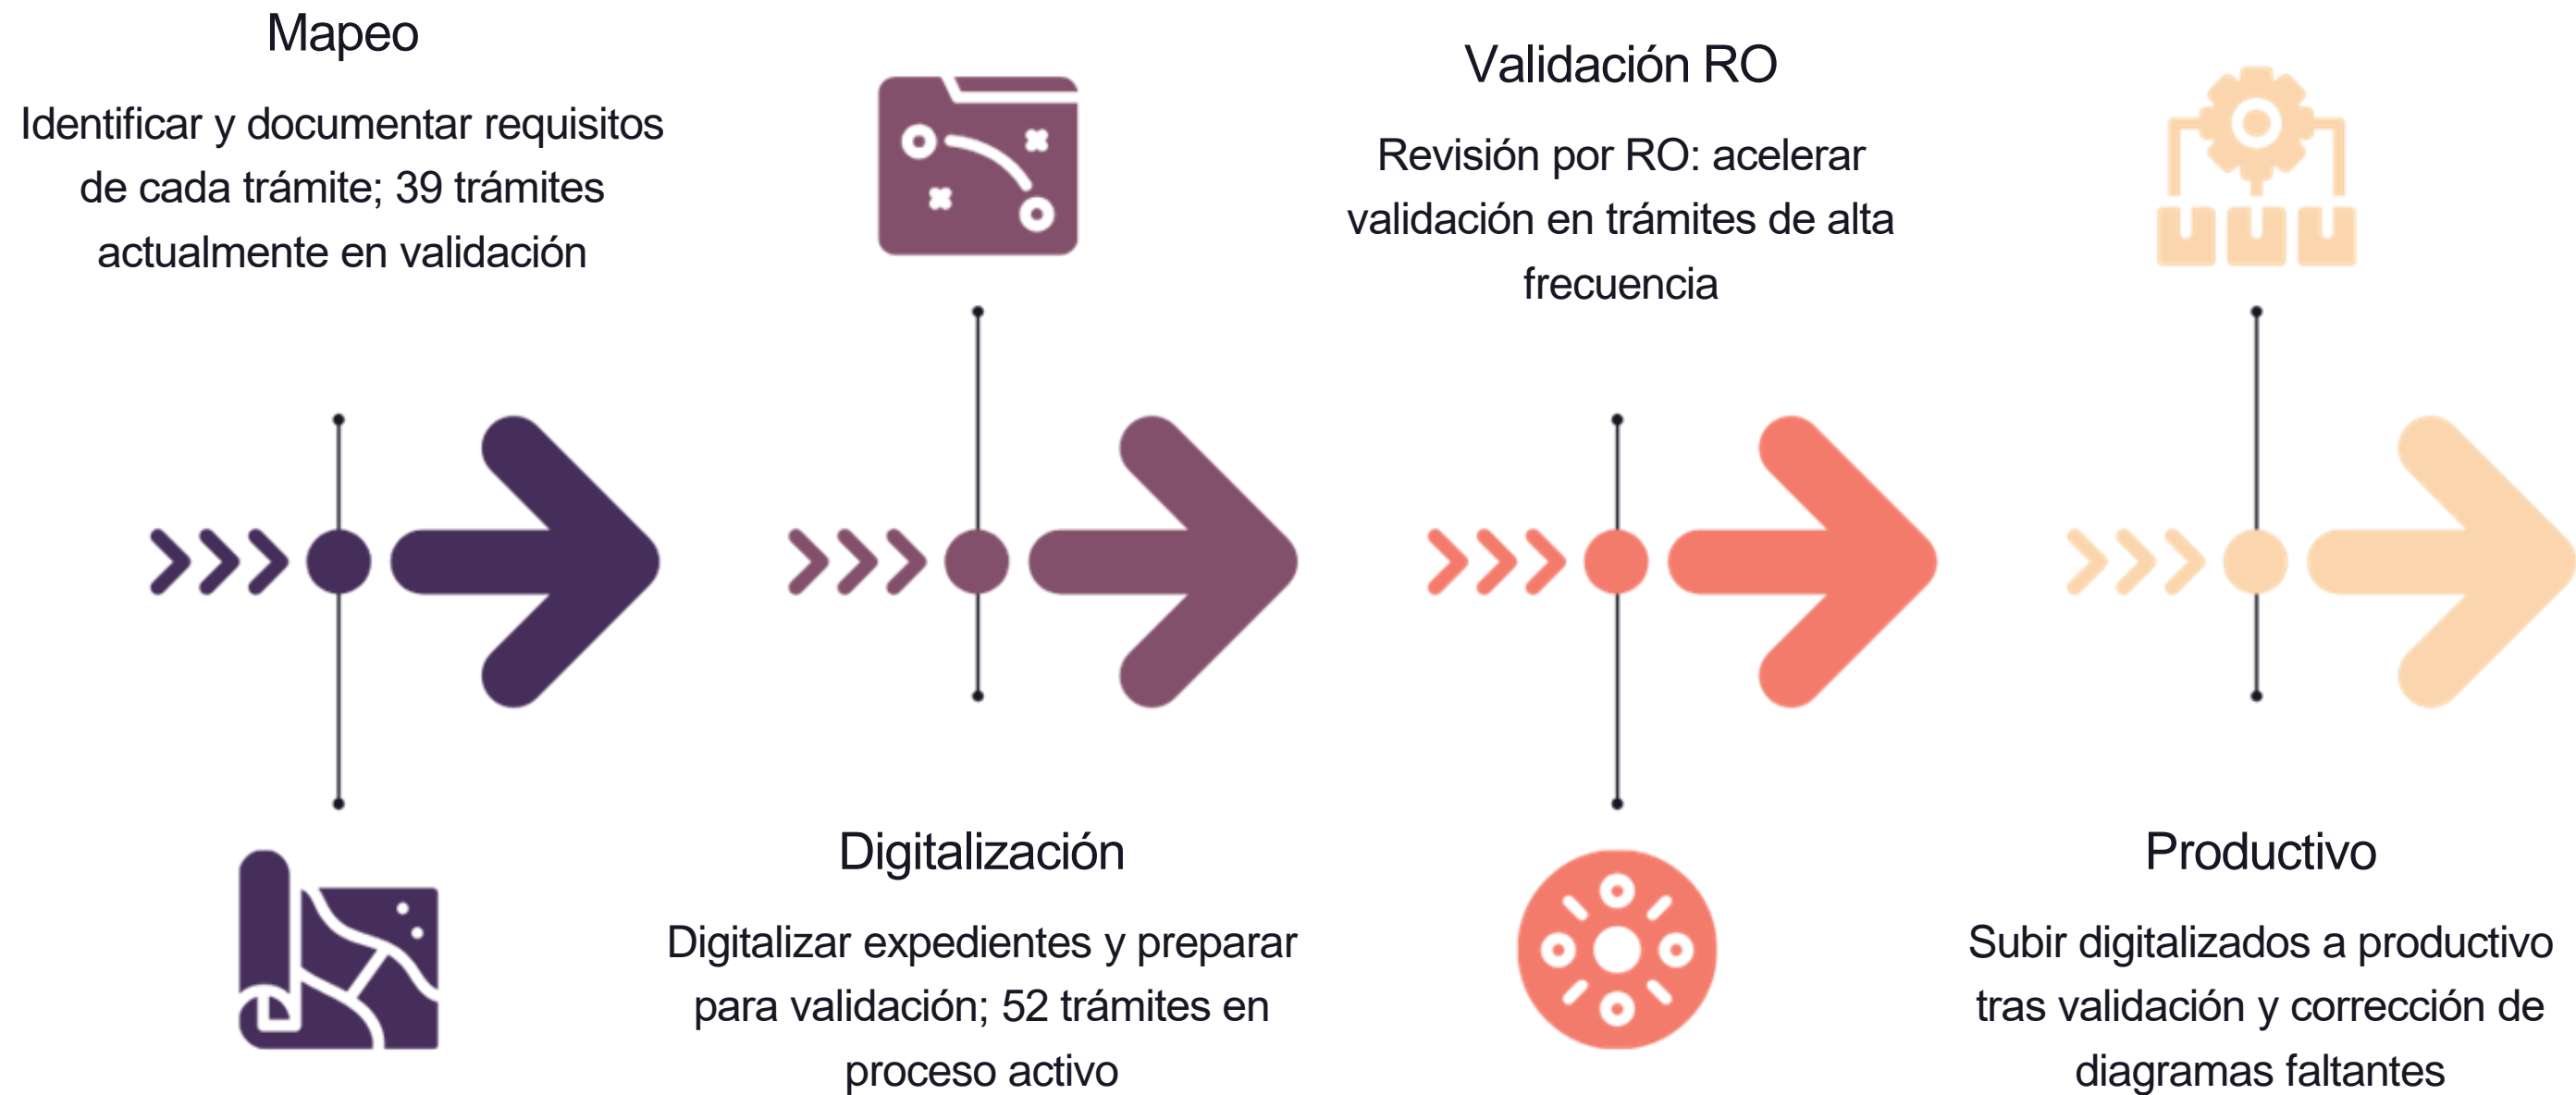 Mapeo
Identificar y documentar requisitos
de cada trámite; 39 trámites
actualmente en validación
Digitalización
Digitalizar expedientes y preparar
para validación; 52 trámites en
proceso activo
Validación RO
Revisión por RO: acelerar
validación en trámites de alta
frecuencia
Productivo
Subir digitalizados a productivo
tras validación y corrección de
diagramas faltantes